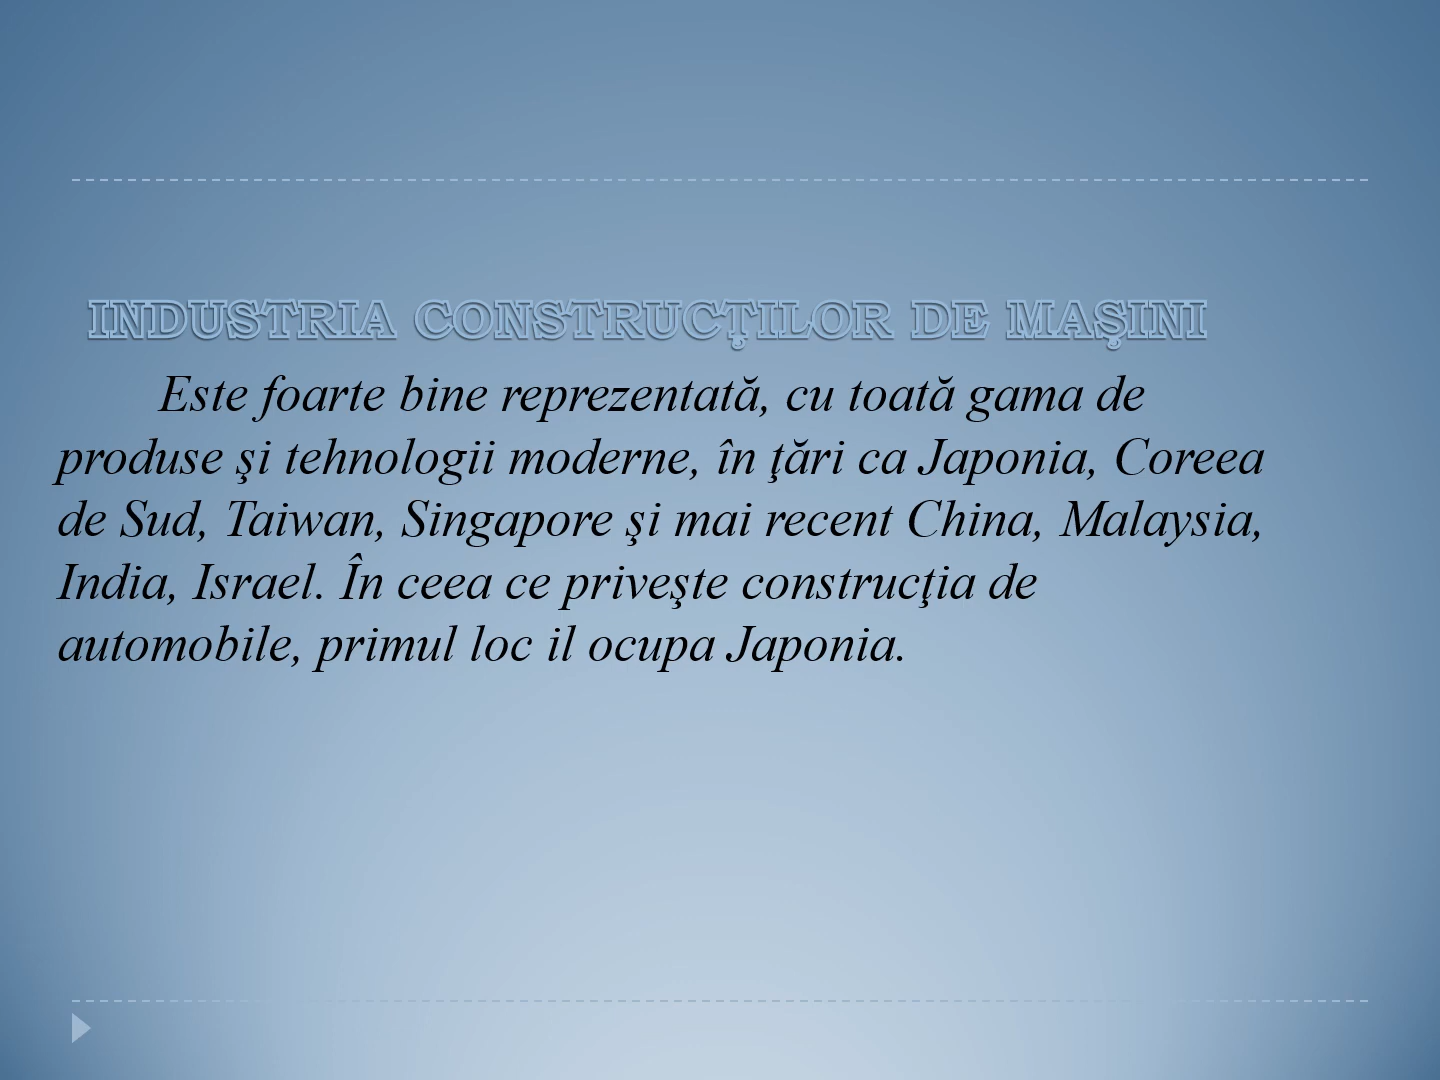 INDUSTRIA CONSTRUCŢILOR DE MAŞINI
Este foarte bine reprezentată, cu toată gama de
produse şi tehnologii moderne, în ţări ca Japonia, Coreea
de Sud, Taiwan, Singapore şi mai recent China, Malaysia,
India, Israel. În ceea ce priveşte construcţia de
automobile, primul loc il ocupa Japonia.